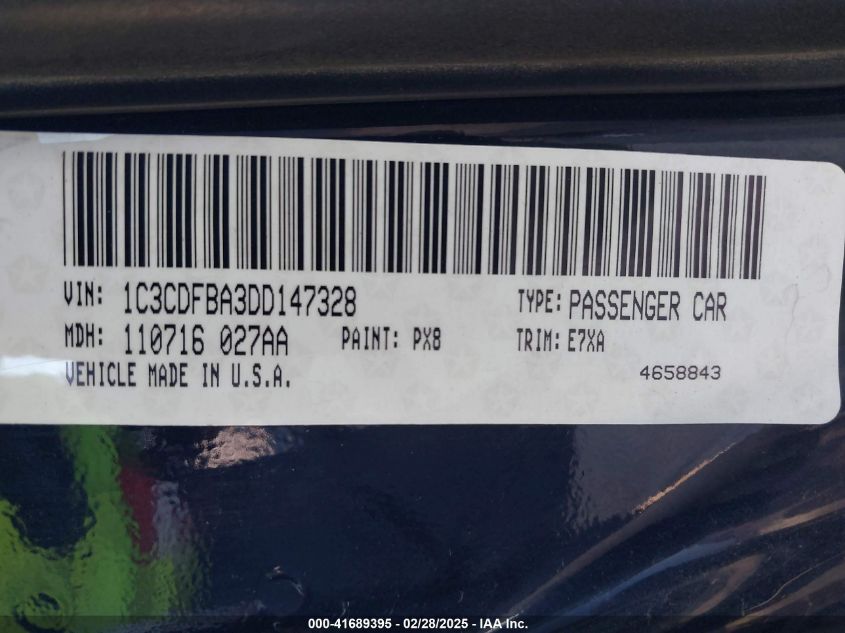 VIN: 1C3CDFBA3DD147328 TYPE: PASSENGER CAR
MDH: 110716 027AA PAINT: PX8 TRIM: E7XA
VEHICLE MADE IN U.S.A. 4658843
000-41689395 - 02/28/2025 - IAA Inc.